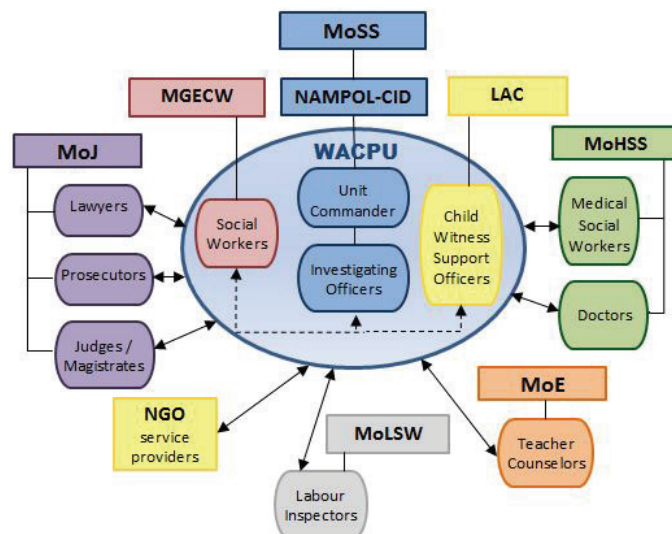 MoSS
MGECW
NAMPOL-CID
LAC
MoJ
WACPU
MoHSS
Lawyers
Unit
Commander
Social
Workers
Child
Witness
Support
Officers
Medical
Social
Workers
Prosecutors
Investigating
Officers
Doctors
Judges /
Magistrates
NGO
service
providers
MoLSW
Labour
Inspectors
MoE
Teacher
Counselors